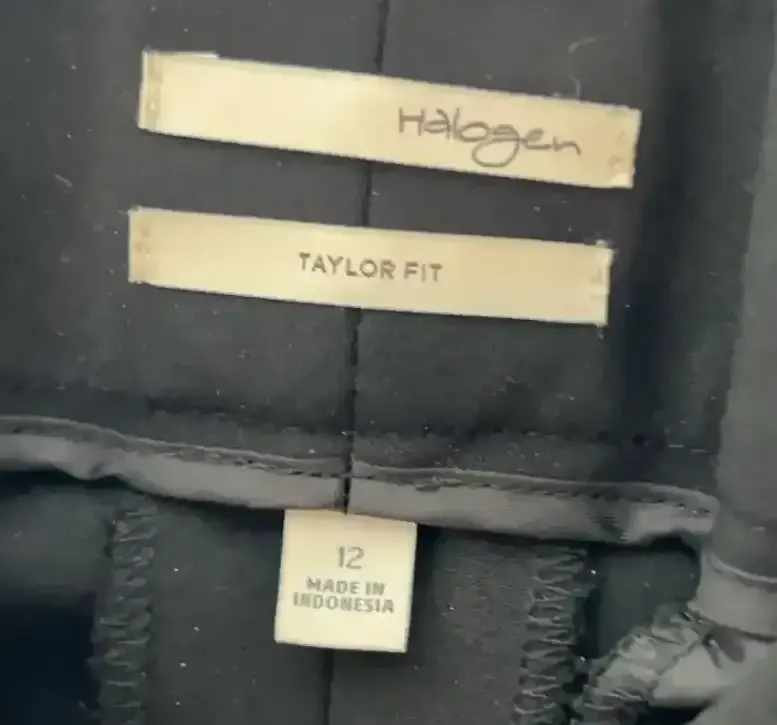 Halogen
TAYLOR FIT
12
MADE IN
INDONESIA